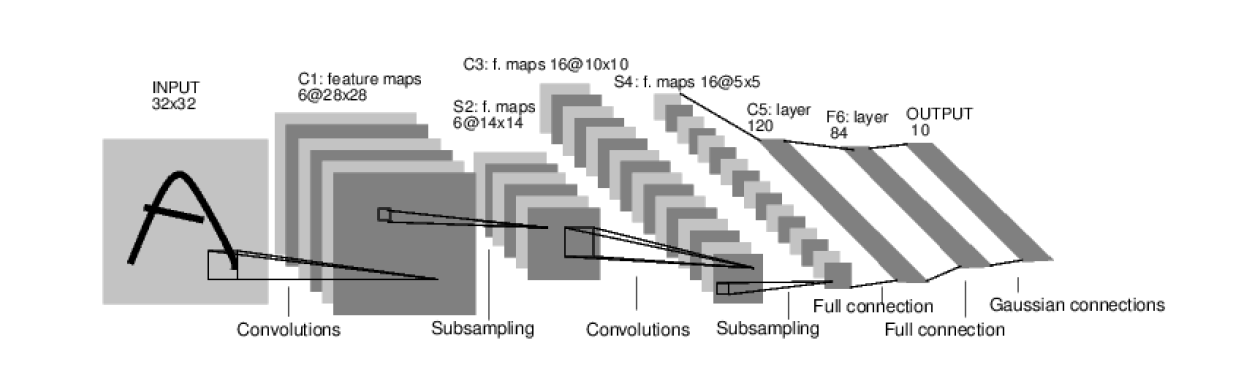 INPUT
32x32
C1: feature maps
6@28x28
S2: f. maps
6@14x14
C3: f. maps 16@10x10
S4: f. maps 16@5x5
C5: layer
120
F6: layer
84
OUTPUT
10
Convolutions
Subsampling
Convolutions
Subsampling
Full connection
Full connection
Gaussian connections